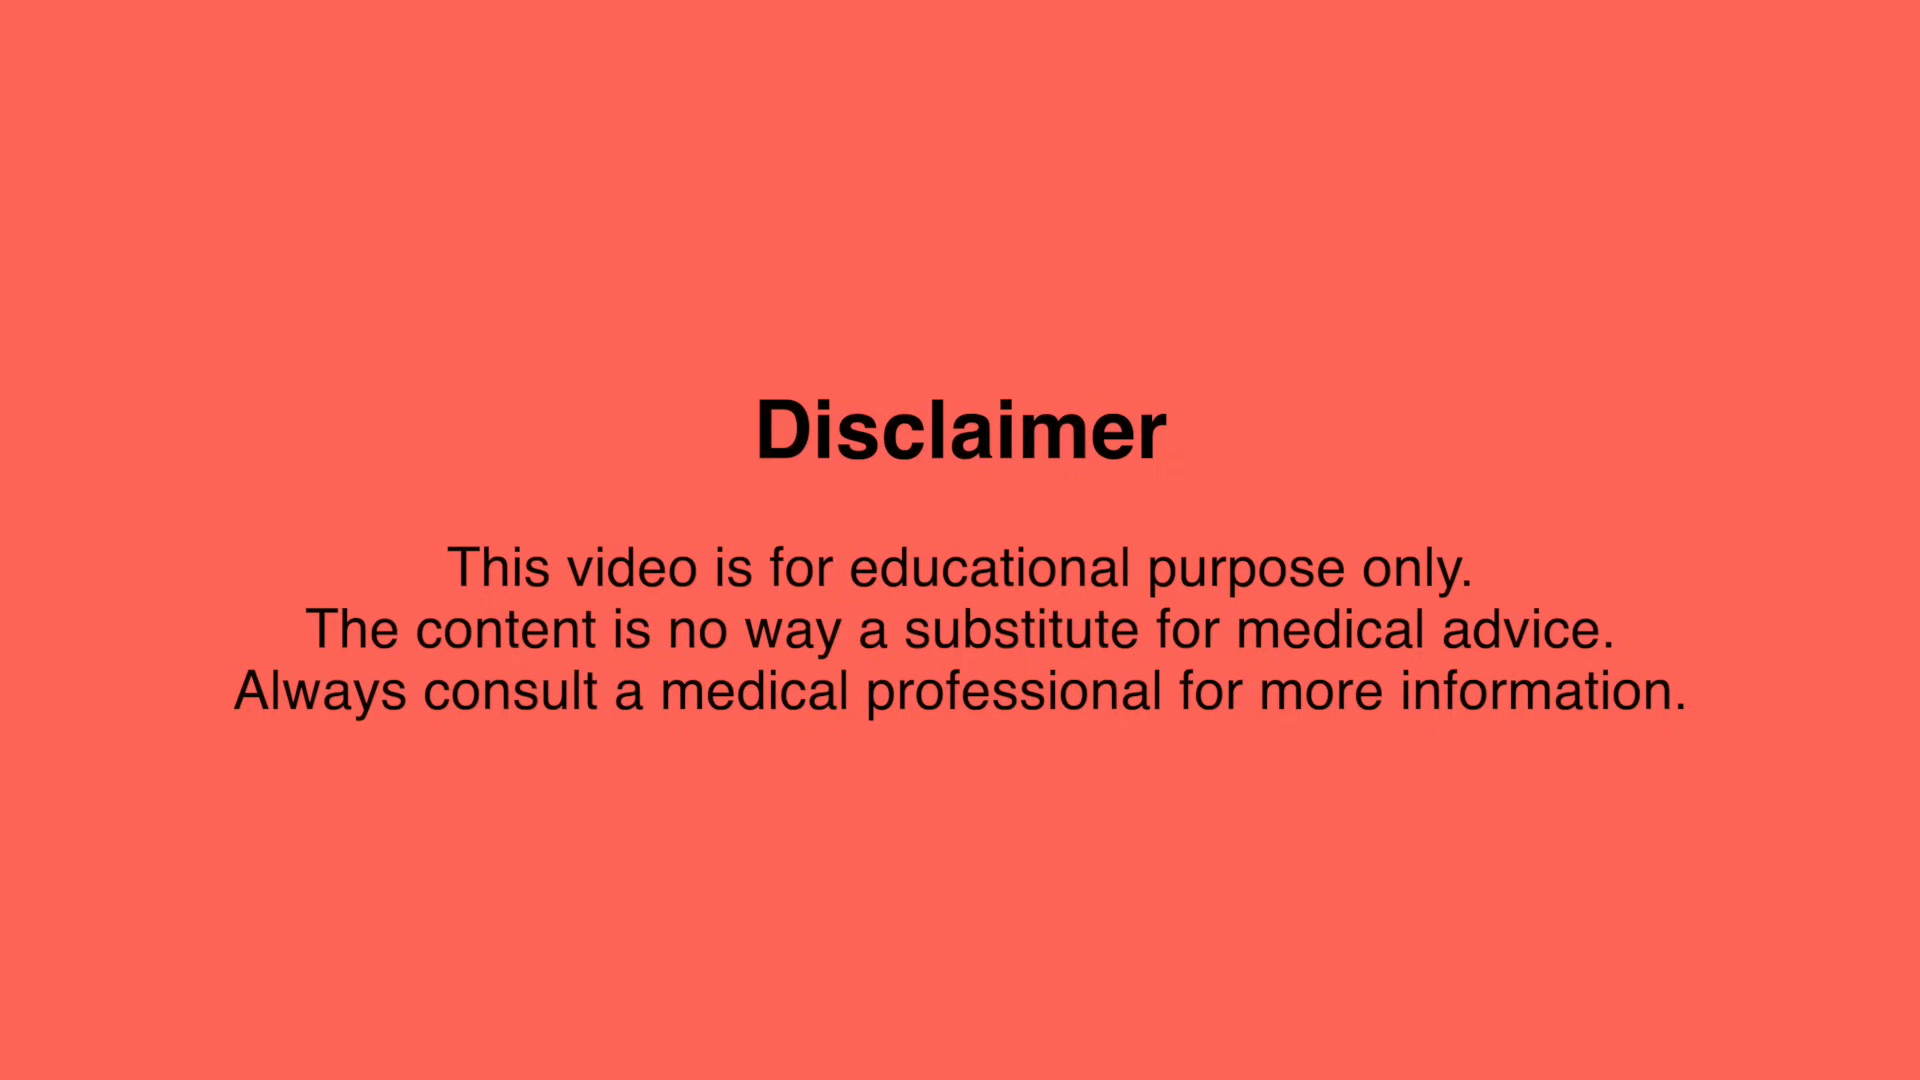 Disclaimer
This video is for educational purpose only.
The content is no way a substitute for medical advice.
Always consult a medical professional for more information.